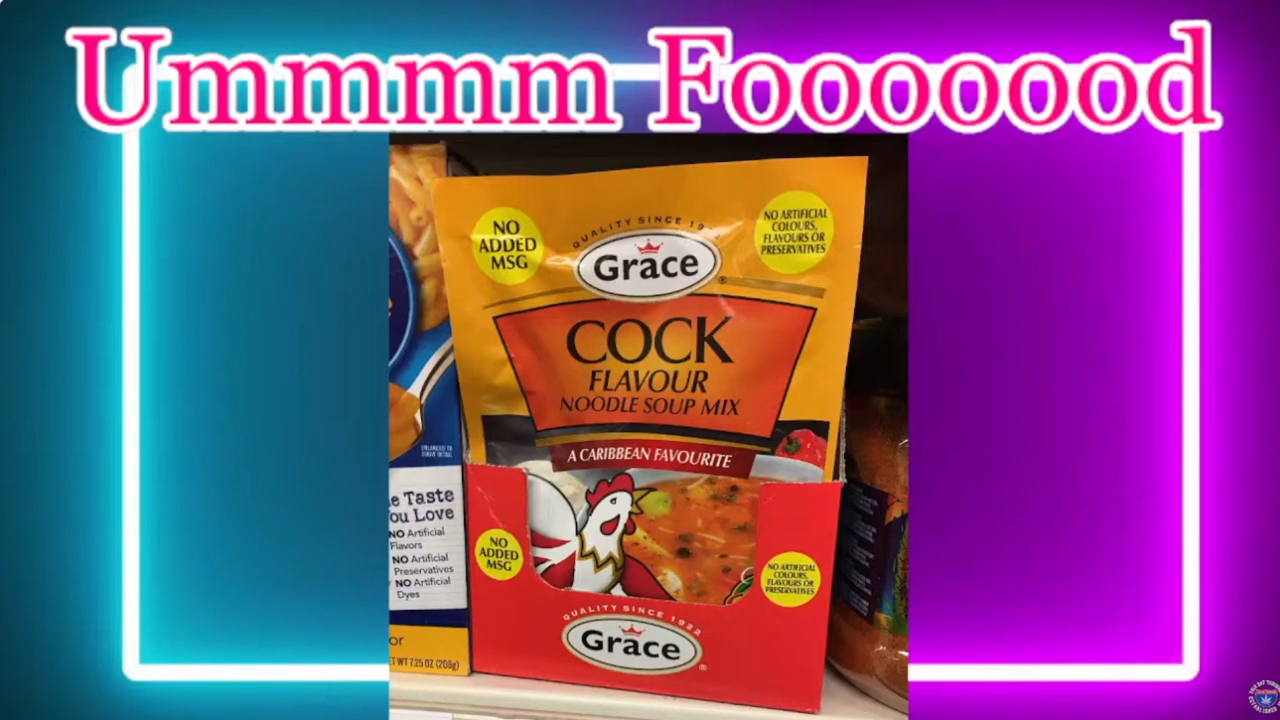 Ummmm Fooooood
NO
ADDED
MSG
QUALITY SINCE 19
Grace
NO ARTIFICIAL
COLOURS,
FLAVOURS OR
PRESERVATIVES
COCK
FLAVOUR
NOODLE SOUP MIX
A CARIBBEAN FAVOURITE
e Taste
ou Love
NO Artificial
Flavors
NO Artificial
Preservatives
NO Artificial
Dyes
or
ET WT 7.25 OZ (206g)
NO
ADDED
MSG
NO ARTIFICIAL
COLOURS,
FLAVOURS OR
PRESERVATIVES
QUALITY SINCE 1922
Grace